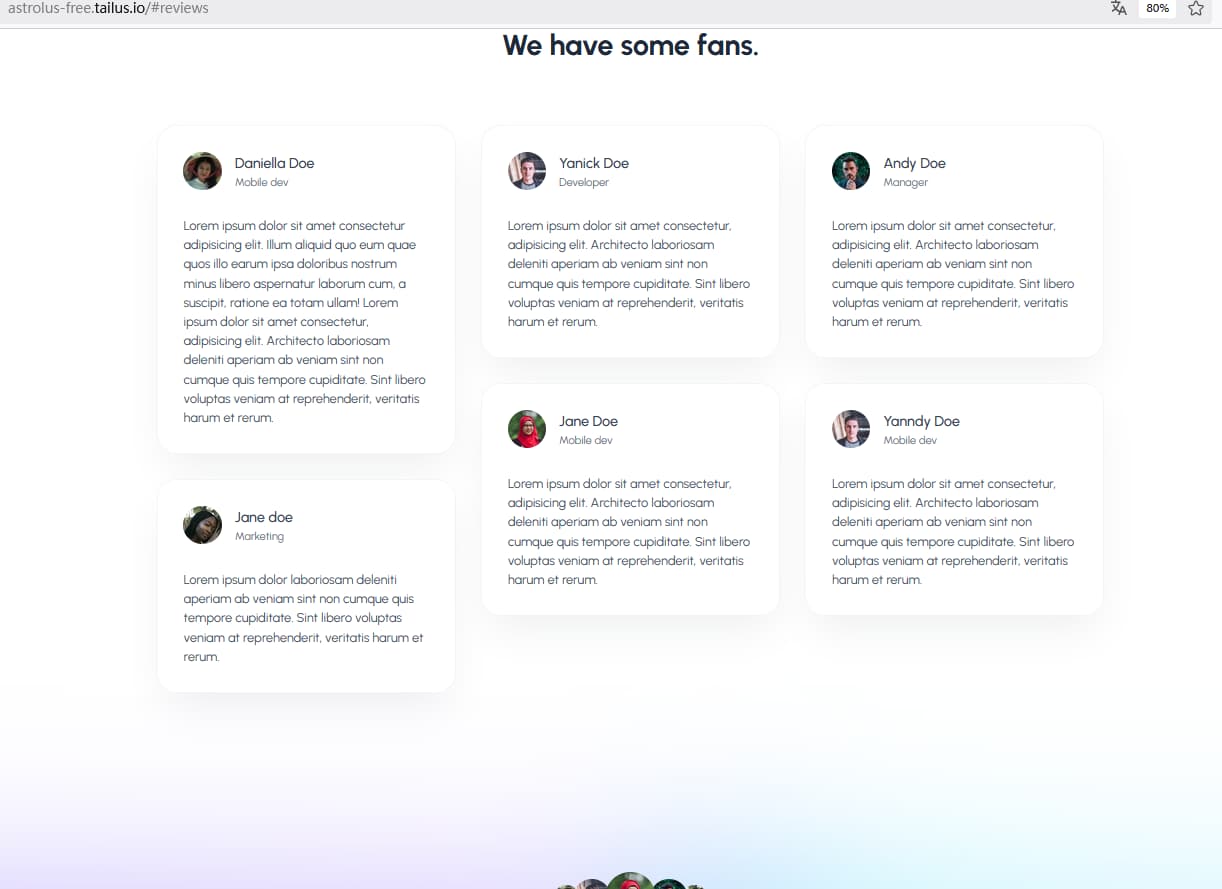 astrolus-free.tailus.io/#reviews
80%
We have some fans.
Daniella Doe
Mobile dev
Lorem ipsum dolor sit amet consectetur
adipisicing elit. Illum aliquid quo eum quae
quos illo earum ipsa doloribus nostrum
minus libero aspernatur laborum cum, a
suscipit, ratione ea totam ullam! Lorem
ipsum dolor sit amet consectetur,
adipisicing elit. Architecto laboriosam
deleniti aperiam ab veniam sint non
cumque quis tempore cupiditate. Sint libero
voluptas veniam at reprehenderit, veritatis
harum et rerum.
Jane doe
Marketing
Lorem ipsum dolor laboriosam deleniti
aperiam ab veniam sint non cumque quis
tempore cupiditate. Sint libero voluptas
veniam at reprehenderit, veritatis harum et
rerum.
Yanick Doe
Developer
Lorem ipsum dolor sit amet consectetur,
adipisicing elit. Architecto laboriosam
deleniti aperiam ab veniam sint non
cumque quis tempore cupiditate. Sint libero
voluptas veniam at reprehenderit, veritatis
harum et rerum.
Jane Doe
Mobile dev
Lorem ipsum dolor sit amet consectetur,
adipisicing elit. Architecto laboriosam
deleniti aperiam ab veniam sint non
cumque quis tempore cupiditate. Sint libero
voluptas veniam at reprehenderit, veritatis
harum et rerum.
Andy Doe
Manager
Lorem ipsum dolor sit amet consectetur,
adipisicing elit. Architecto laboriosam
deleniti aperiam ab veniam sint non
cumque quis tempore cupiditate. Sint libero
voluptas veniam at reprehenderit, veritatis
harum et rerum.
Yanndy Doe
Mobile dev
Lorem ipsum dolor sit amet consectetur,
adipisicing elit. Architecto laboriosam
deleniti aperiam ab veniam sint non
cumque quis tempore cupiditate. Sint libero
voluptas veniam at reprehenderit, veritatis
harum et rerum.